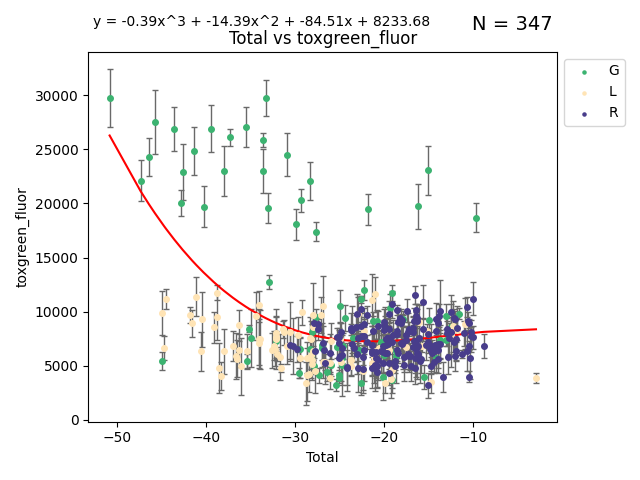 y = -0.39x^3 + -14.39x^2 + -84.51x + 8233.68
N = 347
Total vs toxgreen_fluor
G
L
R
toxgreen_fluor
30000
25000
20000
15000
10000
5000
0
−50
−40
−30
−20
−10
Total